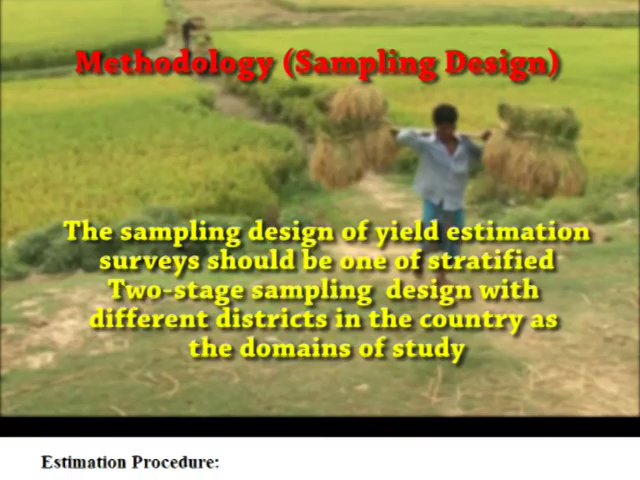 Methodology (Sampling Design)
The sampling design of yield estimation
surveys should be one of stratified
Two-stage sampling design with
different districts in the country as
the domains of study
Estimation Procedure: